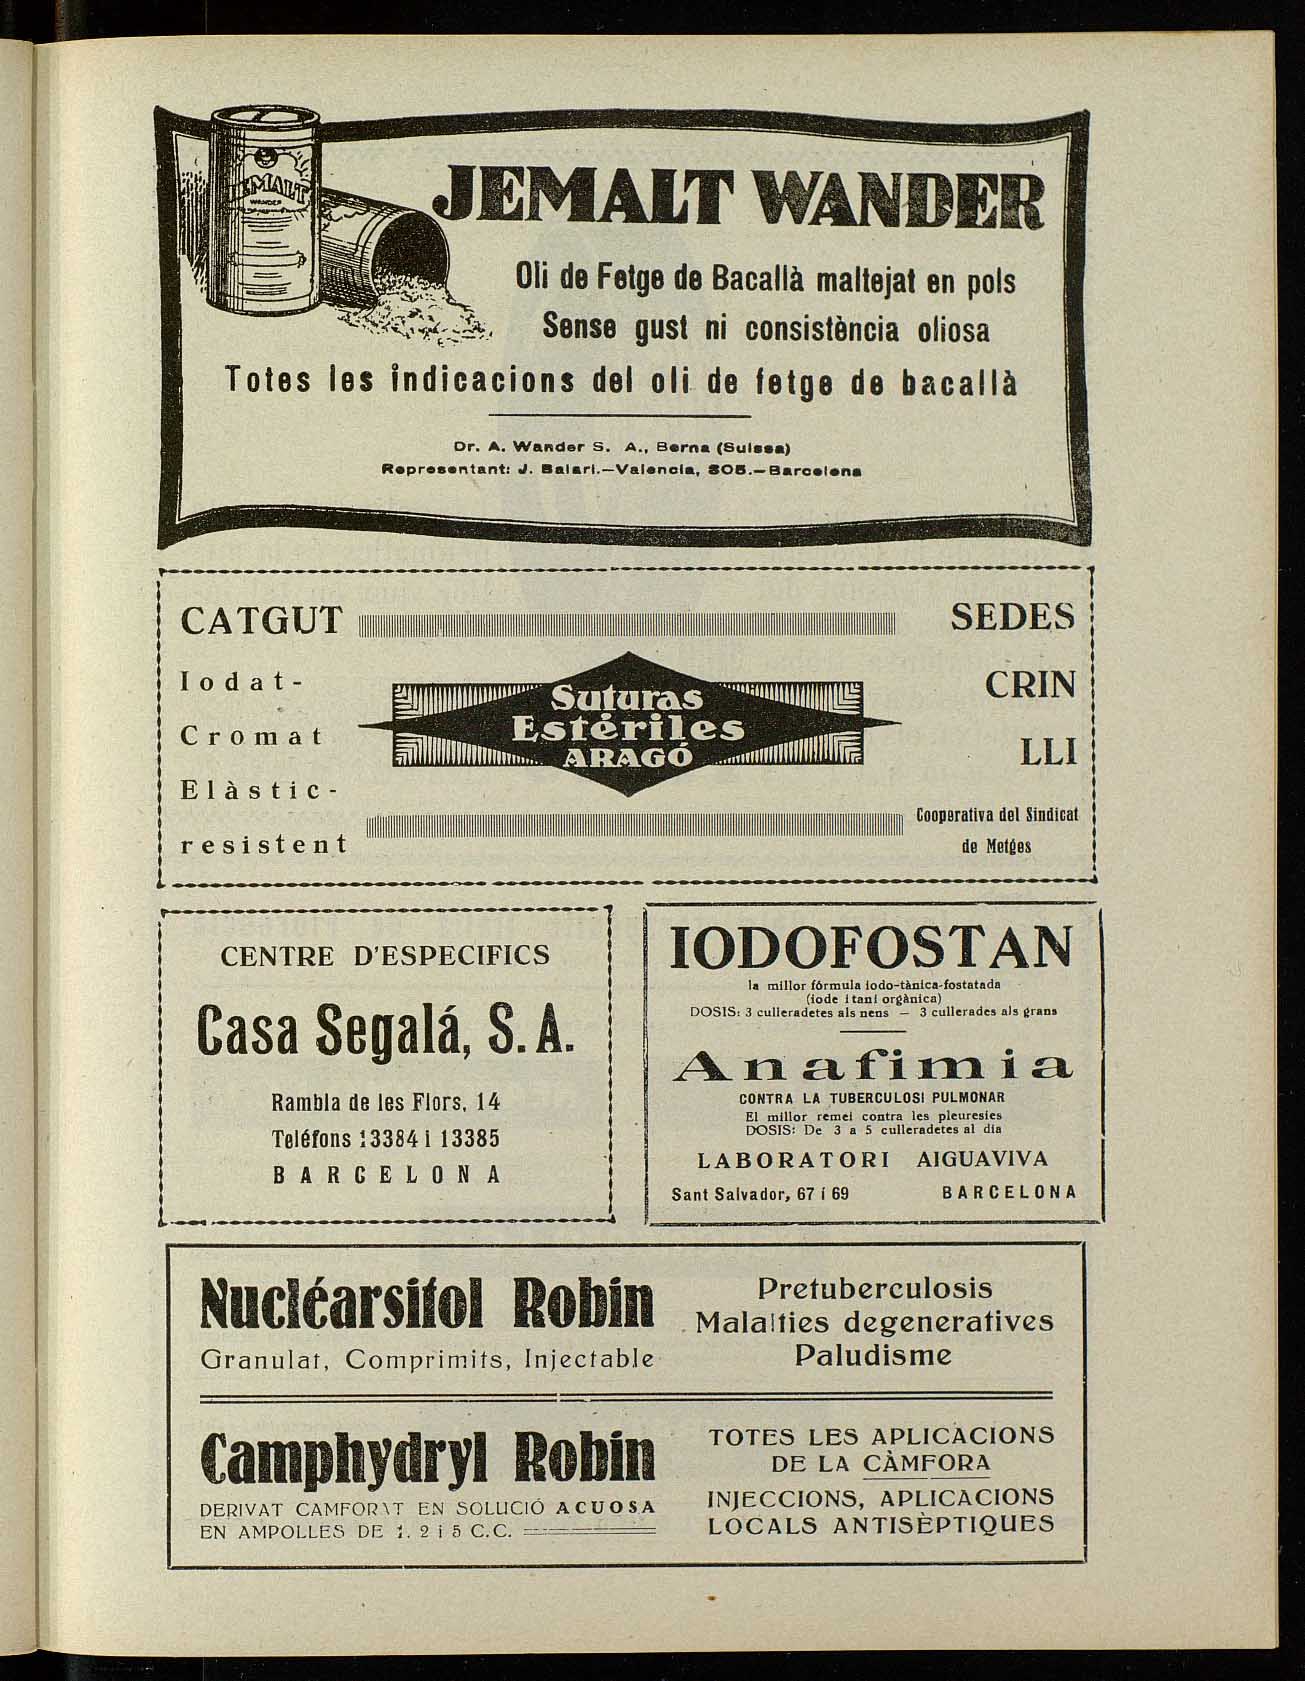 JEMALT
WANDER
JEMALT WANDER
Oli de Fetge de Bacallà maltejat en pols
Sense gust ni consistència oliosa
Totes les indicacions del oli de fetge de bacallà
Dr. A. Wander S. A., Berna (Suissa)
Representant: J. Balari.—Valencia, 305.—Barcelona
CATGUT
Iodat-
Cromat
Elàstic-
resistent
Suturas
Estériles
ARAGÓ
SEDES
CRIN
LLI
Cooperativa del Sindicat
de Metges
CENTRE D'ESPECIFICS
Casa Segalá, S. A.
Rambla de les Flors, 14
Telèfons 13384 i 13385
BARCELONA
IODOFOSTAN
la millor fórmula iodo-tànica-fostatada
(iode i tani orgànica)
DOSIS: 3 culleradetes als nens — 3 cullerades als grans
Anafimia
CONTRA LA TUBERCULOSI PULMONAR
El millor remei contra les pleuresies
DOSIS: De 3 a 5 culleradetes al dia
LABORATORI AIGUAVIVA
Sant Salvador, 67 i 69 BARCELONA
Nucléarsitol Robin
Granulat, Comprimits, Injectable
Pretuberculosis
Malalties degeneratives
Paludisme
Camphydryl Robin
DERIVAT CAMFORAT EN SOLUCIÓ ACUOSA
EN AMPOLLES DE 1, 2 i 5 C.C.
TOTES LES APLICACIONS
DE LA CÀMFORA
INJECCIONS, APLICACIONS
LOCALS ANTISÈPTIQUES